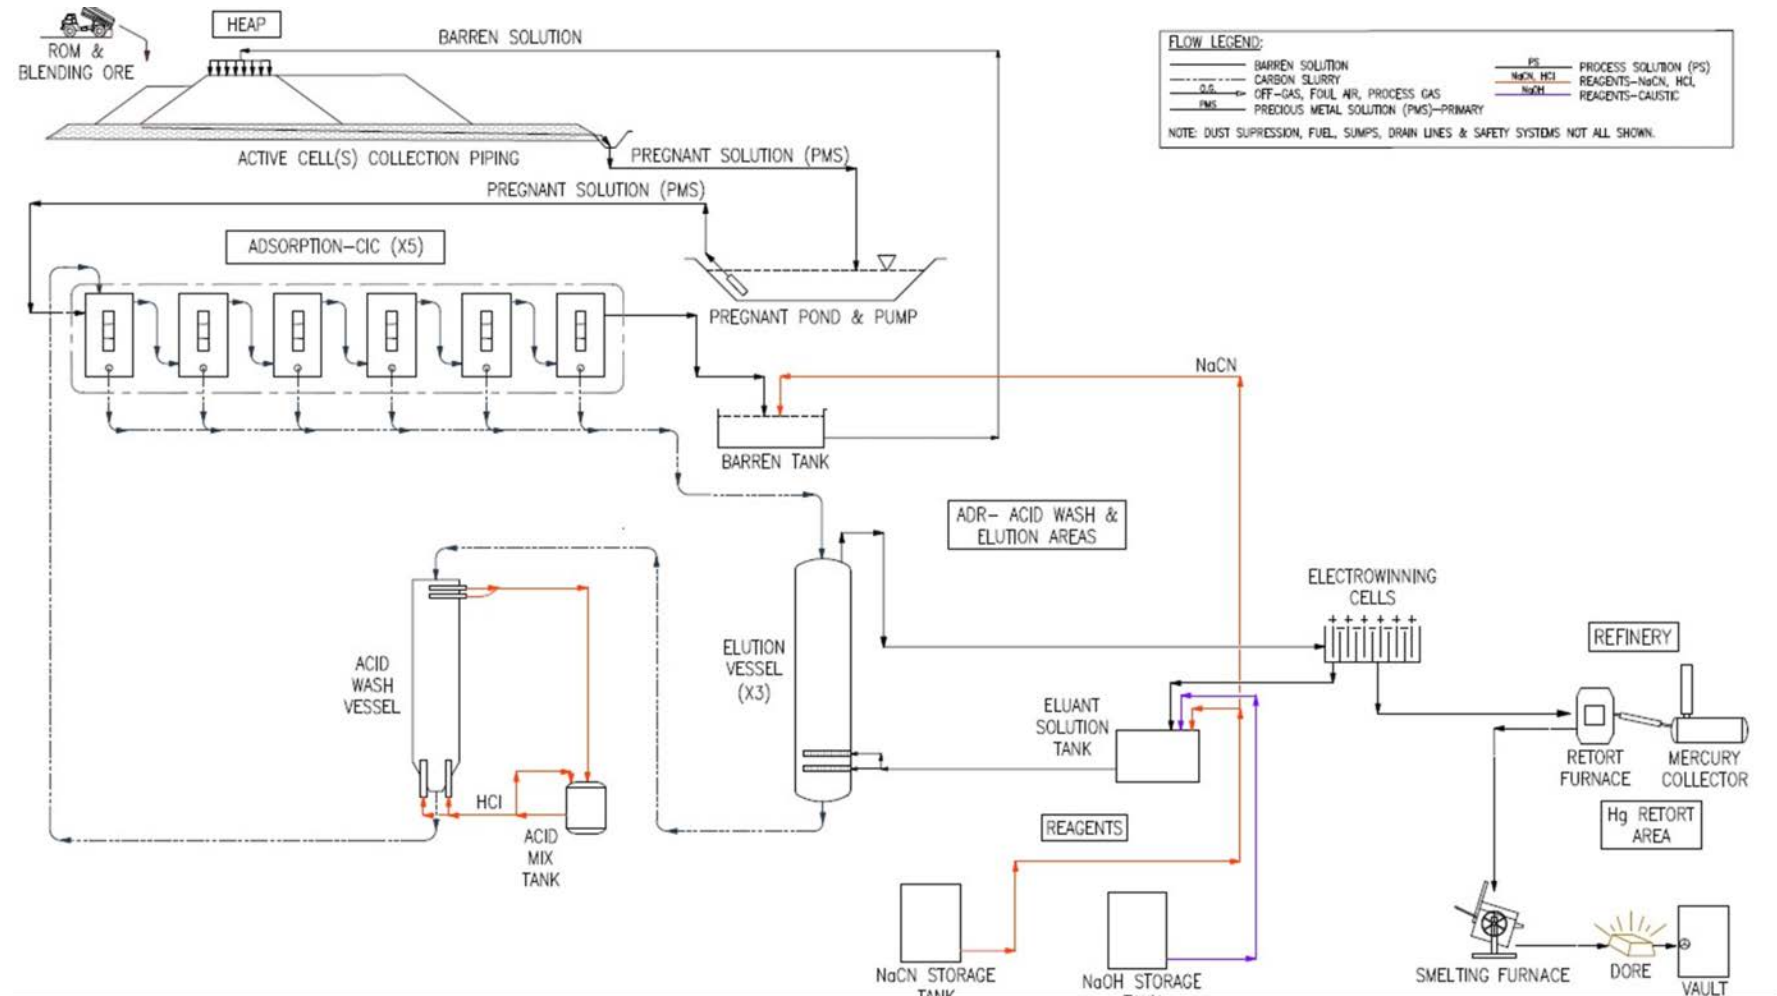 HEAP
BARREN SOLUTION
ROM &
BLENDING ORE
FLOW LEGEND:
BARREN SOLUTION
CARBON SLURRY
O.G.
OFF-GAS, FOUL AIR, PROCESS GAS
PMS
PRECIOUS METAL SOLUTION (PMS)-PRIMARY
PS
PROCESS SOLUTION (PS)
NaCN, HCl
REAGENTS-NaCN, HCl,
NaOH
REAGENTS-CAUSTIC
NOTE: DUST SUPRESSION, FUEL, SUMPS, DRAIN LINES & SAFETY SYSTEMS NOT ALL SHOWN.
ACTIVE CELL(S) COLLECTION PIPING
PREGNANT SOLUTION (PMS)
PREGNANT SOLUTION (PMS)
ADSORPTION-CIC (X5)
PREGNANT POND & PUMP
NaCN
BARREN TANK
ADR- ACID WASH &
ELUTION AREAS
ELECTROWINNING
CELLS
REFINERY
ACID
WASH
VESSEL
ELUTION
VESSEL
(X3)
ELUANT
SOLUTION
TANK
RETORT
FURNACE
MERCURY
COLLECTOR
HCl
ACID
MIX
TANK
REAGENTS
Hg RETORT
AREA
NaCN STORAGE
TANK
NaOH STORAGE
SMELTING FURNACE
DORE
VAULT